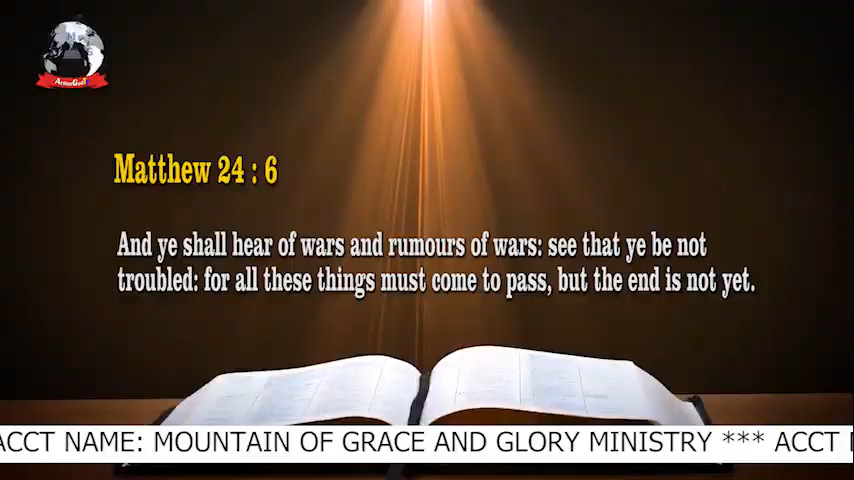 ActionGodTV
Matthew 24 : 6
And ye shall hear of wars and rumours of wars: see that ye be not
troubled: for all these things must come to pass, but the end is not yet.
ACCT NAME: MOUNTAIN OF GRACE AND GLORY MINISTRY *** ACCT